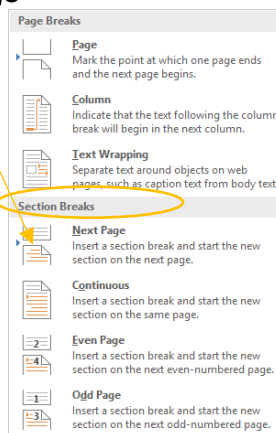 Page Breaks
Page
Mark the point at which one page ends
and the next page begins.
Column
Indicate that the text following the column
break will begin in the next column.
Text Wrapping
Separate text around objects on web
pages, such as caption text from body text
Section Breaks
Next Page
Insert a section break and start the new
section on the next page.
Continuous
Insert a section break and start the new
section on the same page.
Even Page
2
4
Insert a section break and start the new
section on the next even-numbered page.
Odd Page
1
3
Insert a section break and start the new
section on the next odd-numbered page.